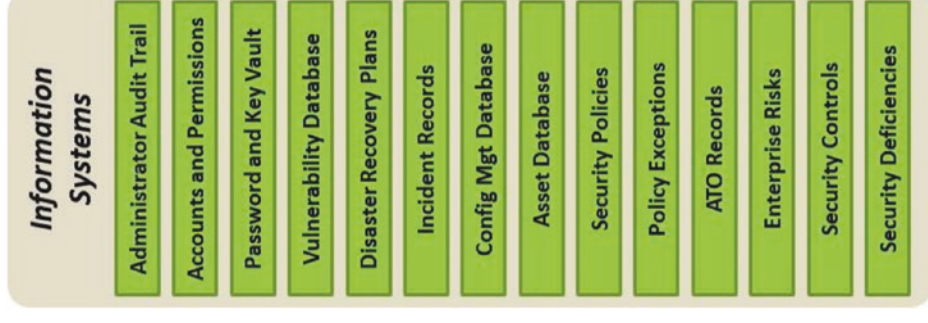 Information
Systems
Administrator Audit Trail
Accounts and Permissions
Password and Key Vault
Vulnerability Database
Disaster Recovery Plans
Incident Records
Config Mgt Database
Asset Database
Security Policies
Policy Exceptions
ATO Records
Enterprise Risks
Security Controls
Security Deficiencies